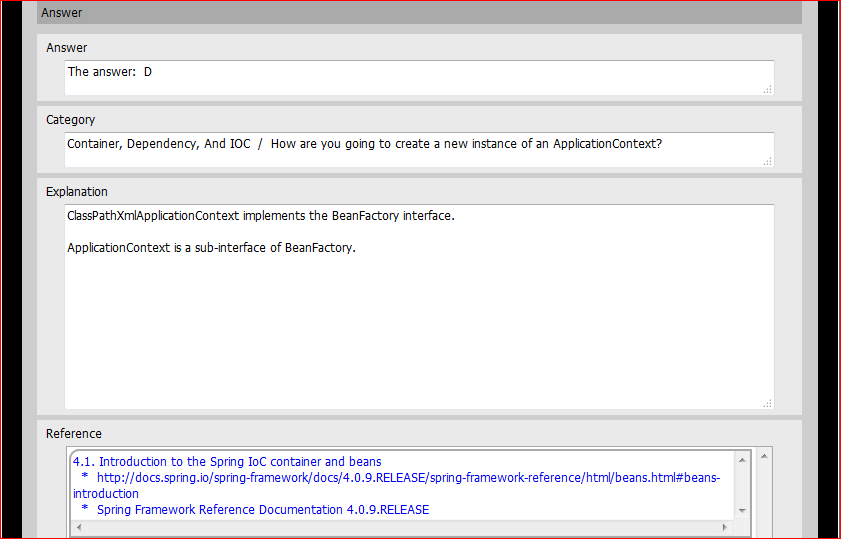 Answer
Answer
The answer:  D
Category
Container, Dependency, And IOC  /  How are you going to create a new instance of an ApplicationContext?
Explanation
ClassPathXmlApplicationContext implements the BeanFactory interface.
ApplicationContext is a sub-interface of BeanFactory.
Reference
4.1. Introduction to the Spring IoC container and beans
*  http://docs.spring.io/spring-framework/docs/4.0.9.RELEASE/spring-framework-reference/html/beans.html#beans-
introduction
*  Spring Framework Reference Documentation 4.0.9.RELEASE